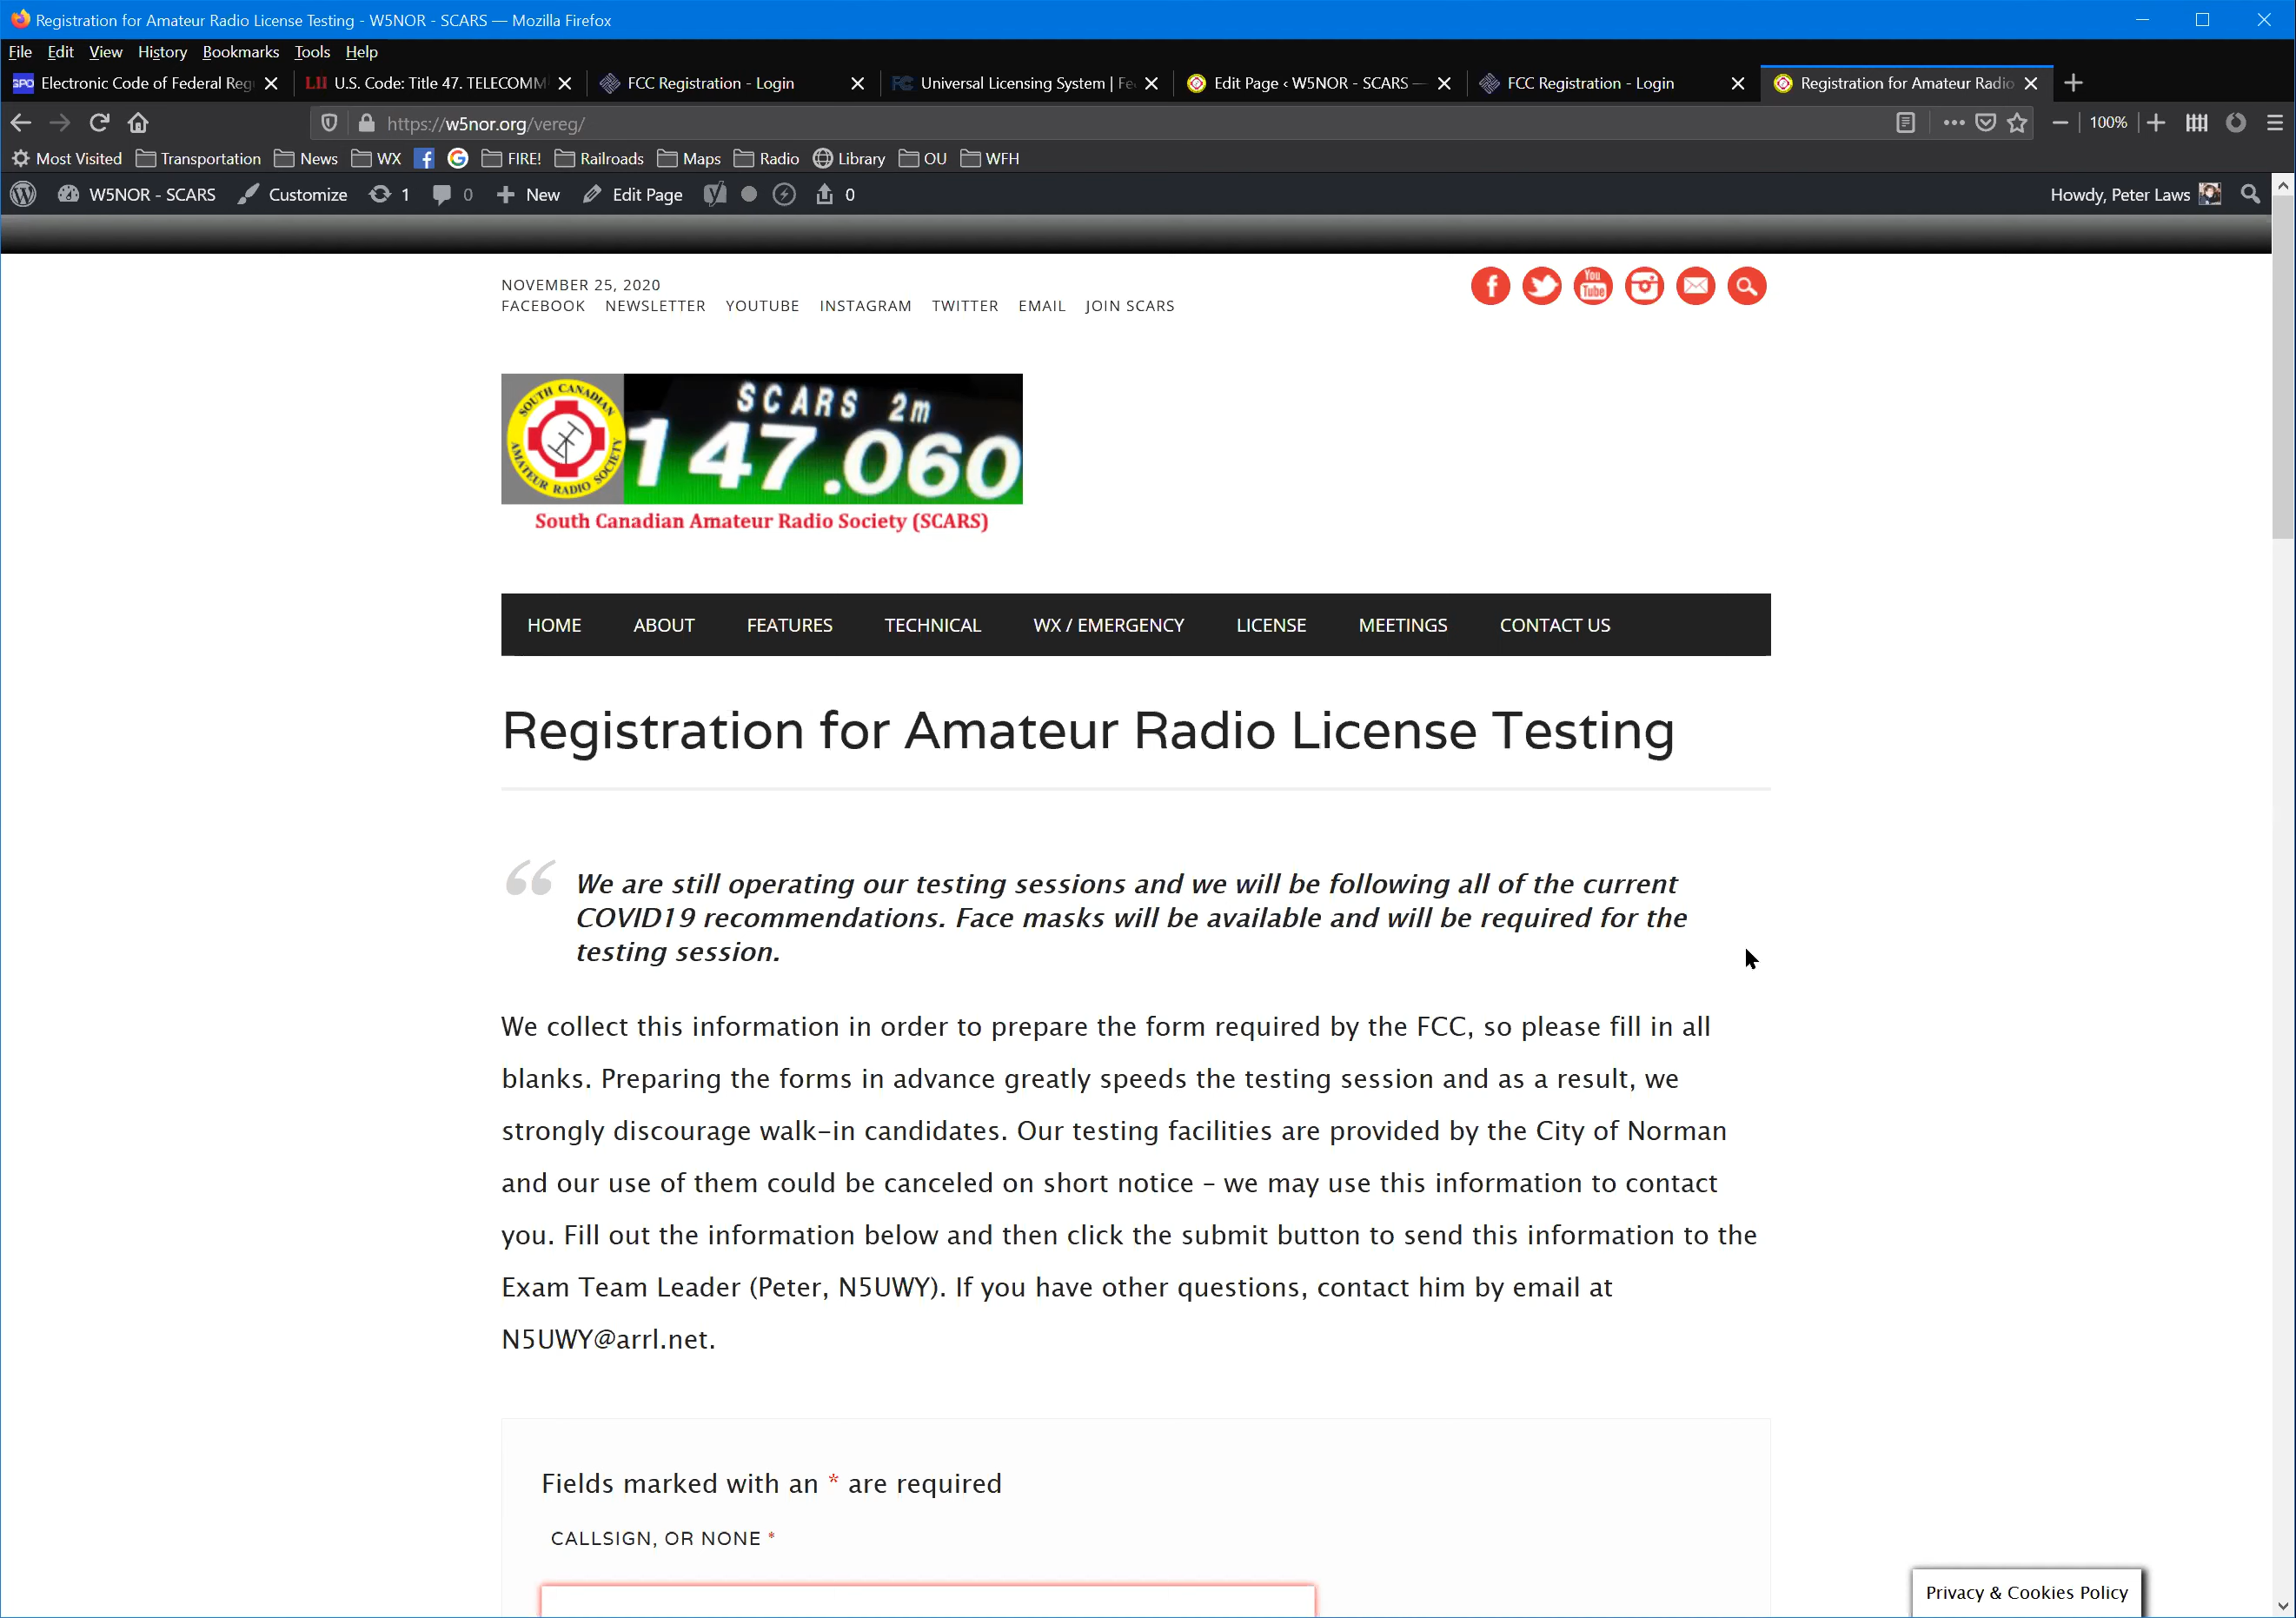 Registration for Amateur Radio License Testing - W5NOR - SCARS — Mozilla Firefox
File Edit View History Bookmarks Tools Help
GPO Electronic Code of Federal Reg LII U.S. Code: Title 47. TELECOMM FCC Registration - Login FC Universal Licensing System | Fe Edit Page ‹ W5NOR - SCARS — FCC Registration - Login Registration for Amateur Radio
https://w5nor.org/vereg/ 100%
Most Visited Transportation News WX FIRE! Railroads Maps Radio Library OU WFH
W5NOR - SCARS Customize 1 0 New Edit Page 0 Howdy, Peter Laws
NOVEMBER 25, 2020
FACEBOOK NEWSLETTER YOUTUBE INSTAGRAM TWITTER EMAIL JOIN SCARS
You Tube
SOUTH CANADIAN AMATEUR RADIO SOCIETY
SCARS 2m
147.060
South Canadian Amateur Radio Society (SCARS)
HOME ABOUT FEATURES TECHNICAL WX / EMERGENCY LICENSE MEETINGS CONTACT US
Registration for Amateur Radio License Testing
“ We are still operating our testing sessions and we will be following all of the current
COVID19 recommendations. Face masks will be available and will be required for the
testing session.
We collect this information in order to prepare the form required by the FCC, so please fill in all
blanks. Preparing the forms in advance greatly speeds the testing session and as a result, we
strongly discourage walk-in candidates. Our testing facilities are provided by the City of Norman
and our use of them could be canceled on short notice – we may use this information to contact
you. Fill out the information below and then click the submit button to send this information to the
Exam Team Leader (Peter, N5UWY). If you have other questions, contact him by email at
N5UWY@arrl.net.
Fields marked with an * are required
CALLSIGN, OR NONE *
Privacy & Cookies Policy